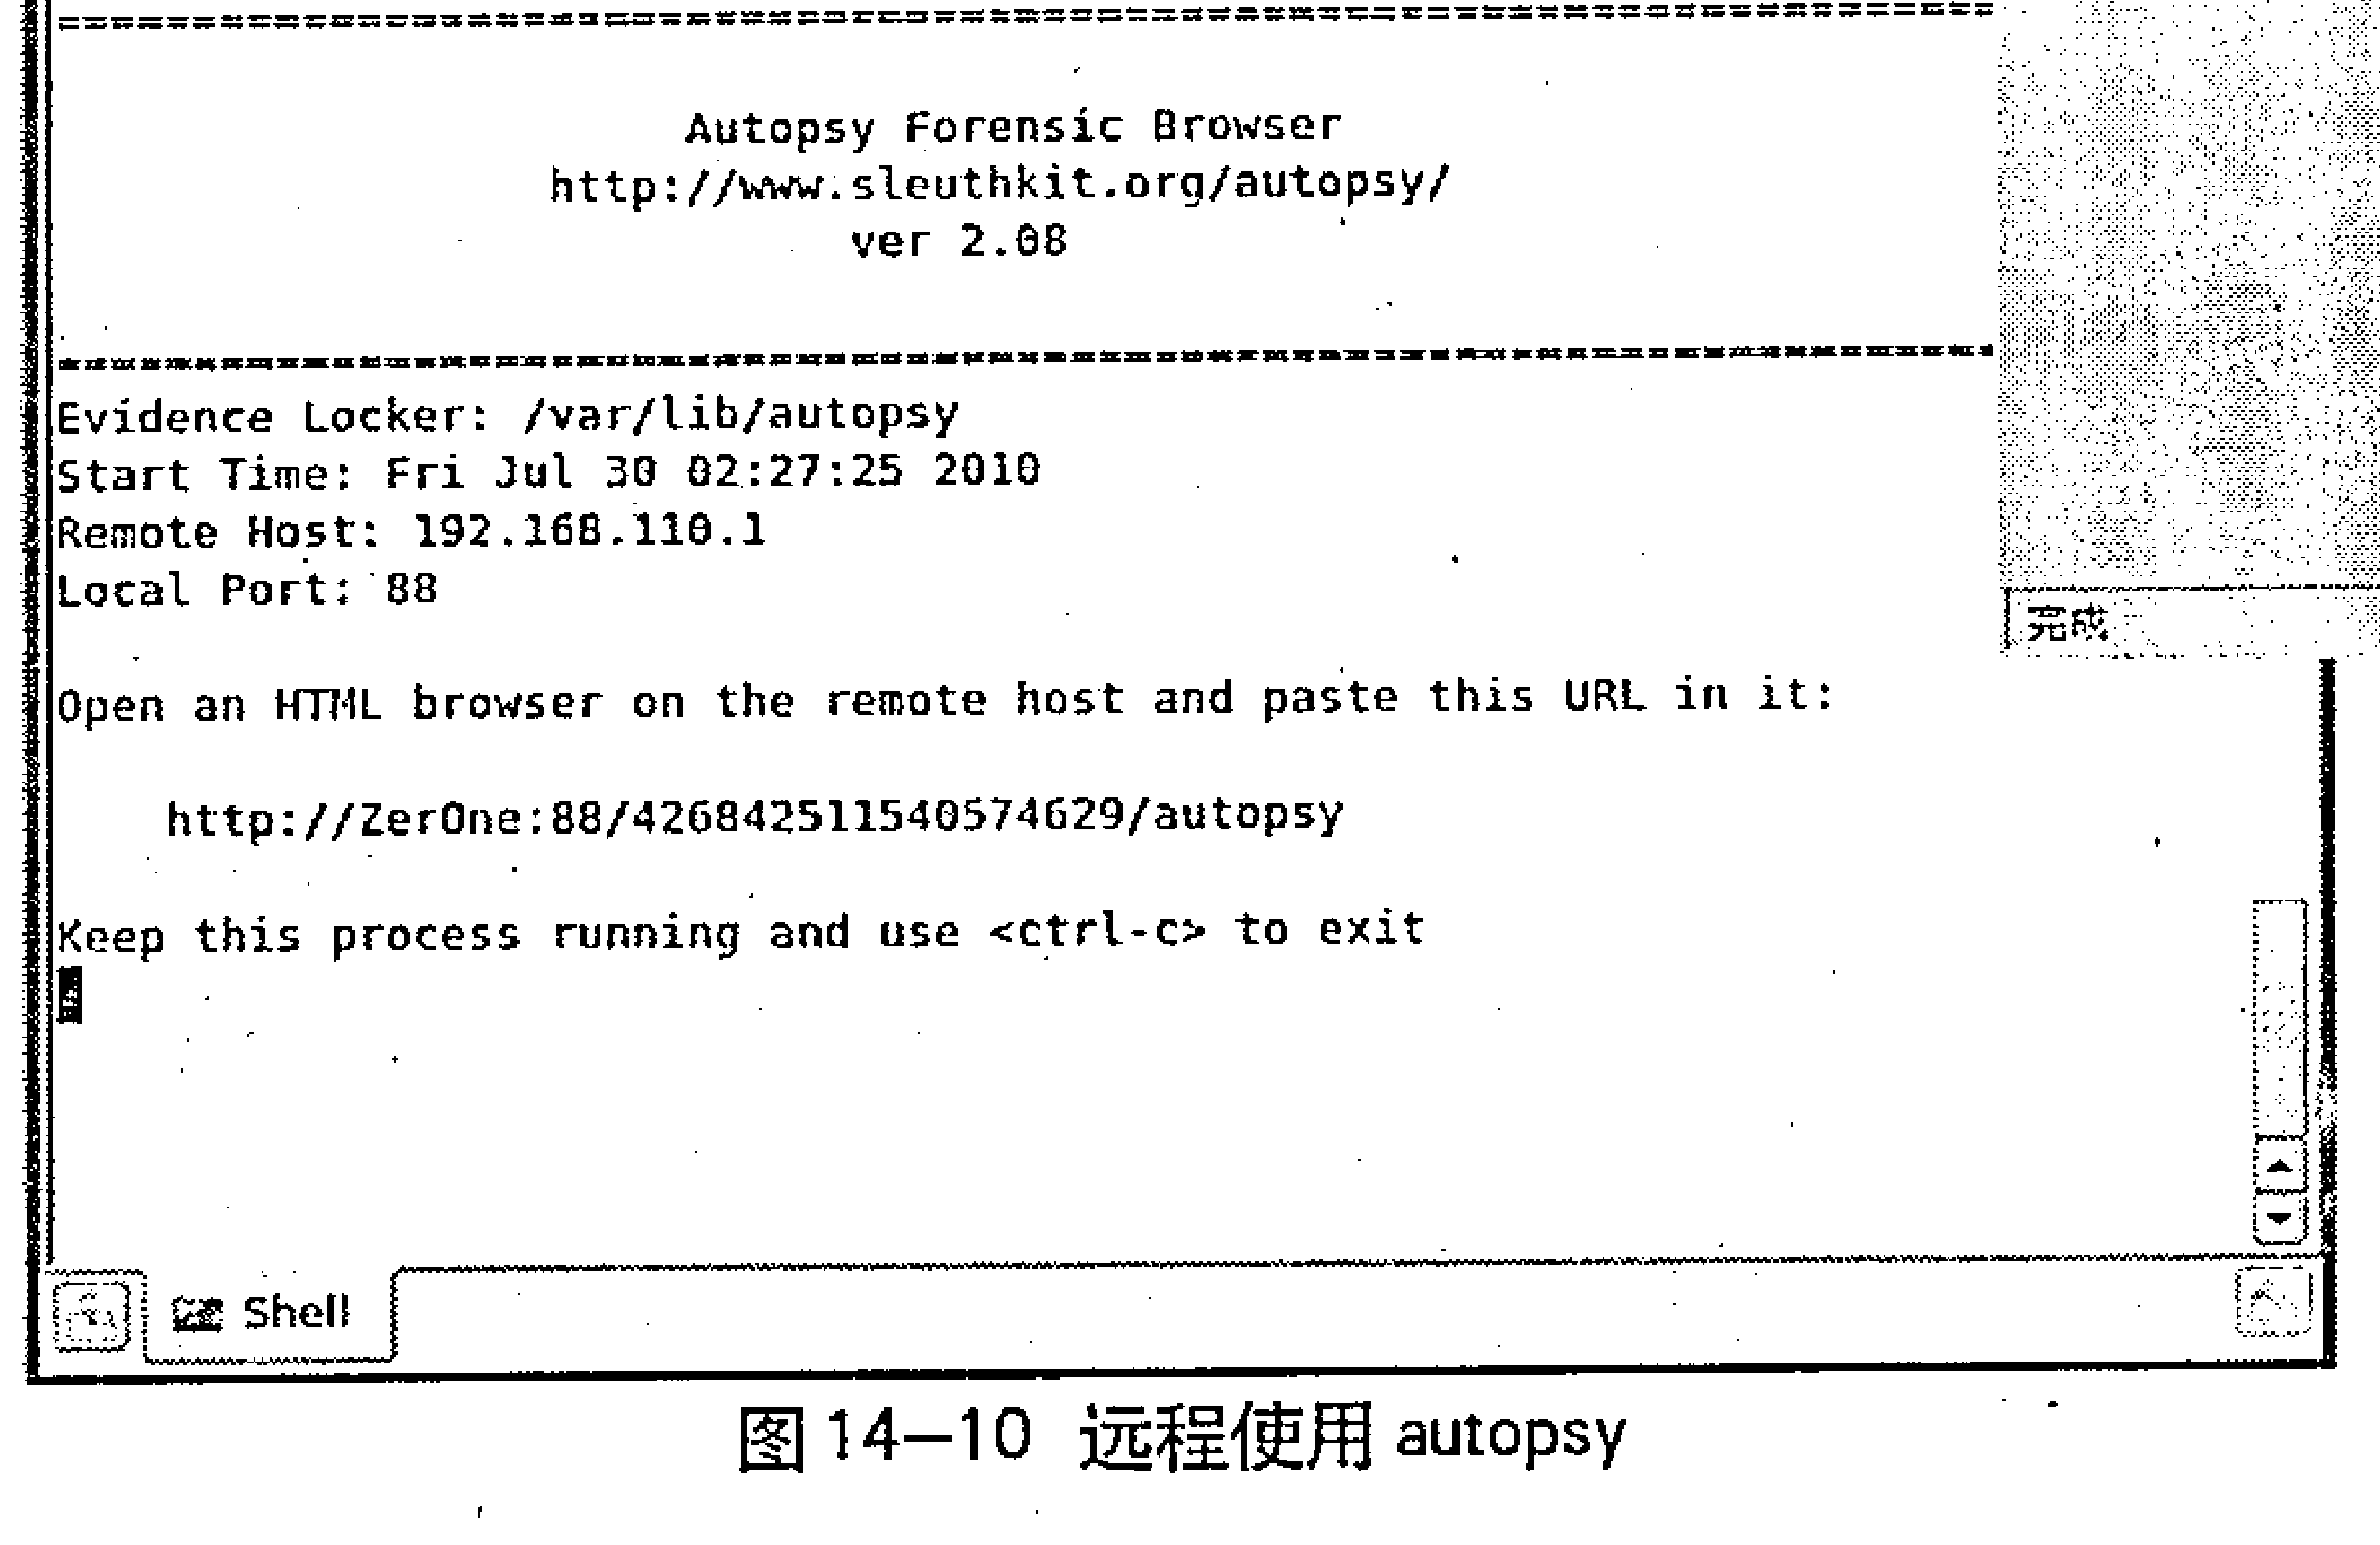 ================================================================
Autopsy Forensic Browser
http://www.sleuthkit.org/autopsy/
ver 2.08
================================================================
Evidence Locker: /var/lib/autopsy
Start Time: Fri Jul 30 02:27:25 2010
Remote Host: 192.168.110.1
Local Port: 88
完成
Open an HTML browser on the remote host and paste this URL in it:
http://ZerOne:88/426842511540574629/autopsy
Keep this process running and use <ctrl-c> to exit
Shell
图 14-10 远程使用 autopsy